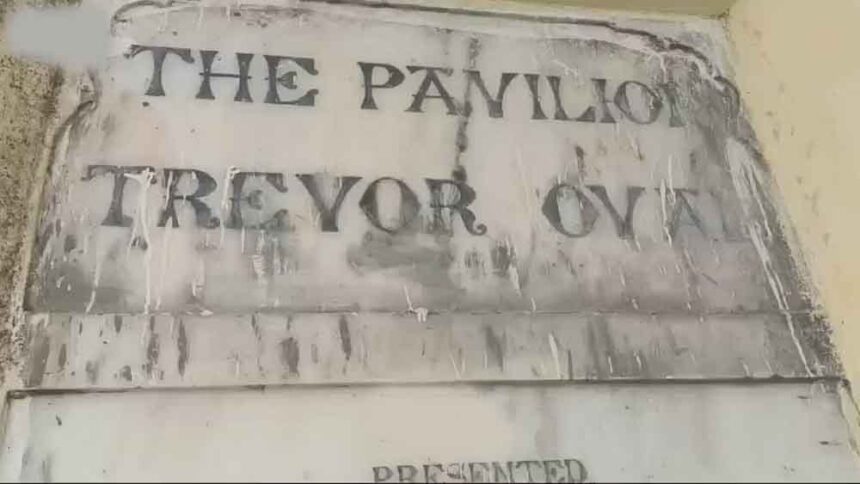 THE PAVILION
TREVOR OVAL
PRESENTED